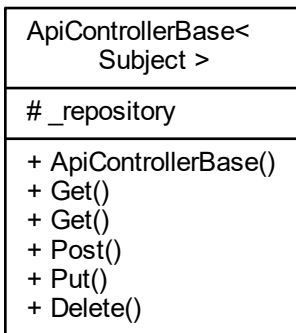 ApiControllerBase<
Subject >
# _repository
+ ApiControllerBase()
+ Get()
+ Get()
+ Post()
+ Put()
+ Delete()